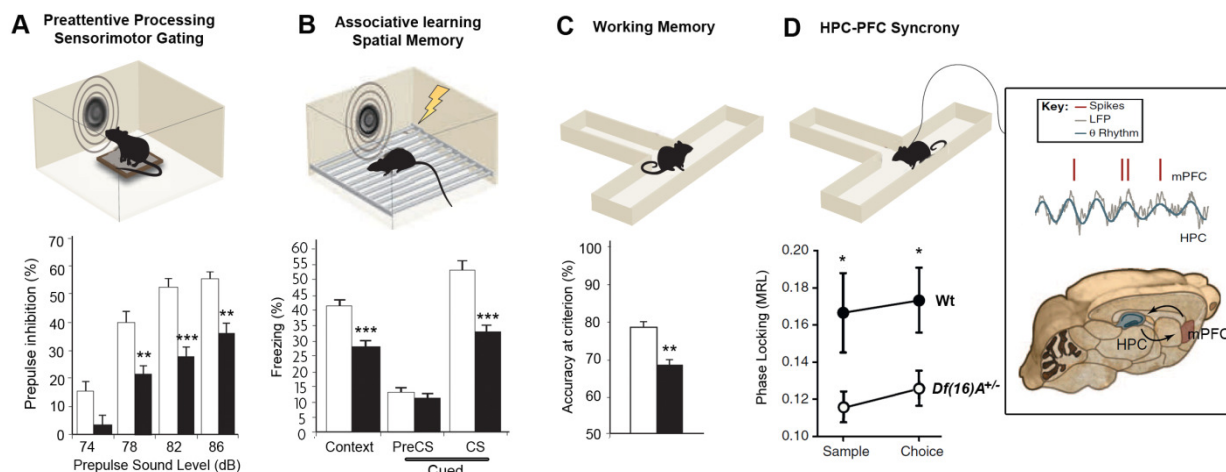 A
Preattentive Processing
Sensorimotor Gating
Prepulse inhibition (%)
70
60
50
40
30
20
10
0
**
***
**
74 78 82 86
Prepulse Sound Level (dB)
B
Associative learning
Spatial Memory
Freezing (%)
60
55
50
45
40
35
30
25
20
15
10
5
0
***
***
Context PreCS CS
Cued
C
Working Memory
Accuracy at criterion (%)
100
90
80
70
60
50
**
D
HPC-PFC Syncrony
Phase Locking (MRL)
0.20
0.18
0.16
0.14
0.12
0.10
*
*
Wt
Df(16)A+/-
Sample Choice
Key:
Spikes
LFP
θ Rhythm
mPFC
HPC
HPC
mPFC